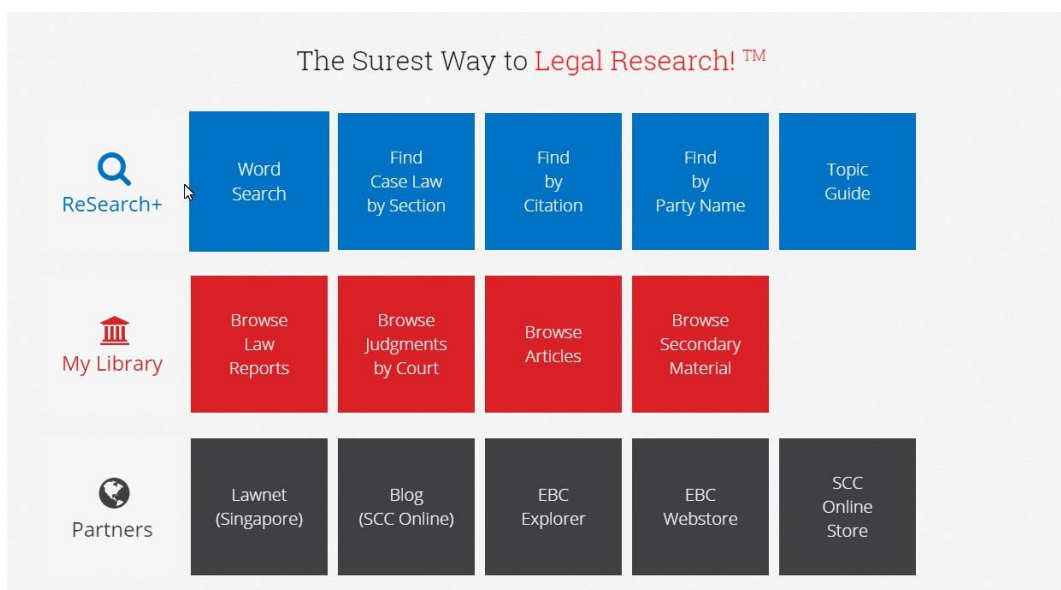 The Surest Way to Legal Research! TM
ReSearch+
Word
Search
Find
Case Law
by Section
Find
by
Citation
Find
by
Party Name
Topic
Guide
My Library
Browse
Law
Reports
Browse
Judgments
by Court
Browse
Articles
Browse
Secondary
Material
Partners
Lawnet
(Singapore)
Blog
(SCC Online)
EBC
Explorer
EBC
Webstore
SCC
Online
Store